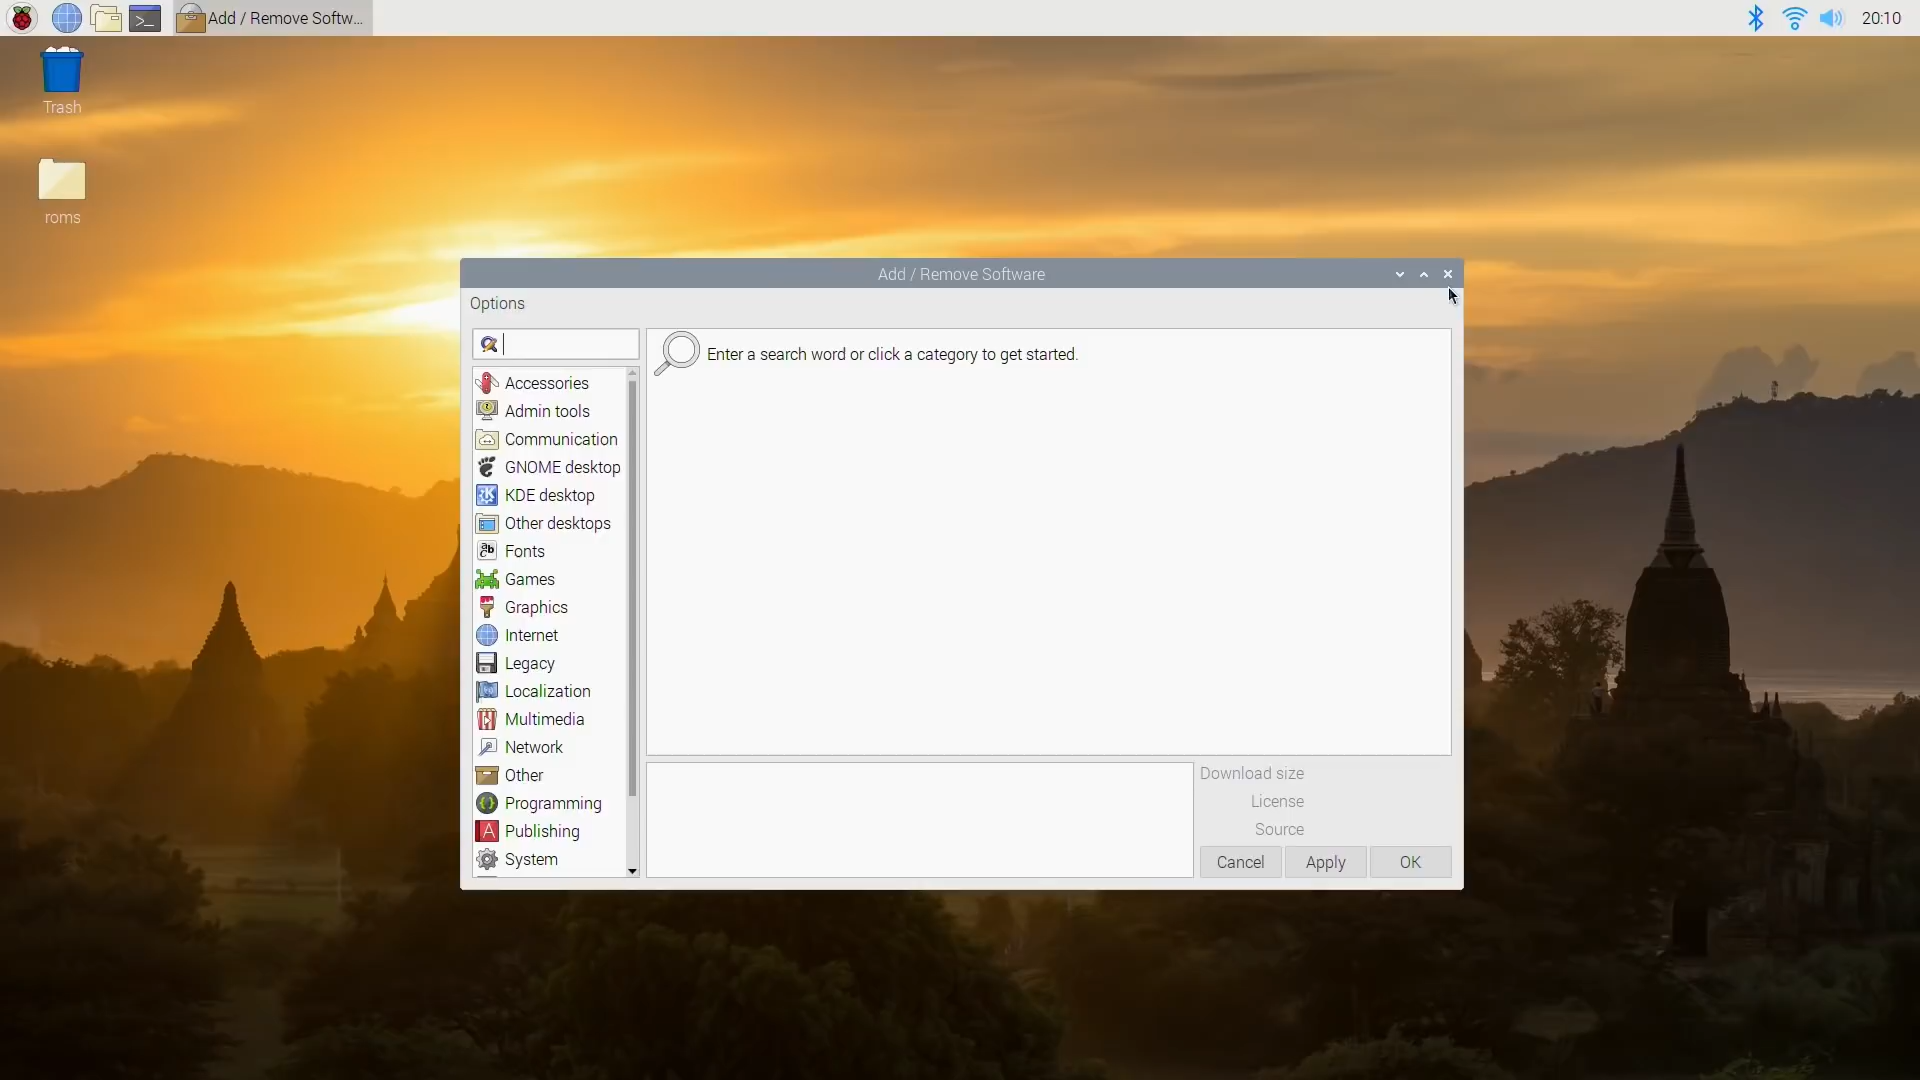 Add / Remove Softw...
20:10
Trash
roms
Add / Remove Software
Options
Enter a search word or click a category to get started.
Accessories
Admin tools
Communication
GNOME desktop
KDE desktop
Other desktops
Fonts
Games
Graphics
Internet
Legacy
Localization
Multimedia
Network
Other
Programming
Publishing
System
Download size
License
Source
Cancel
Apply
OK